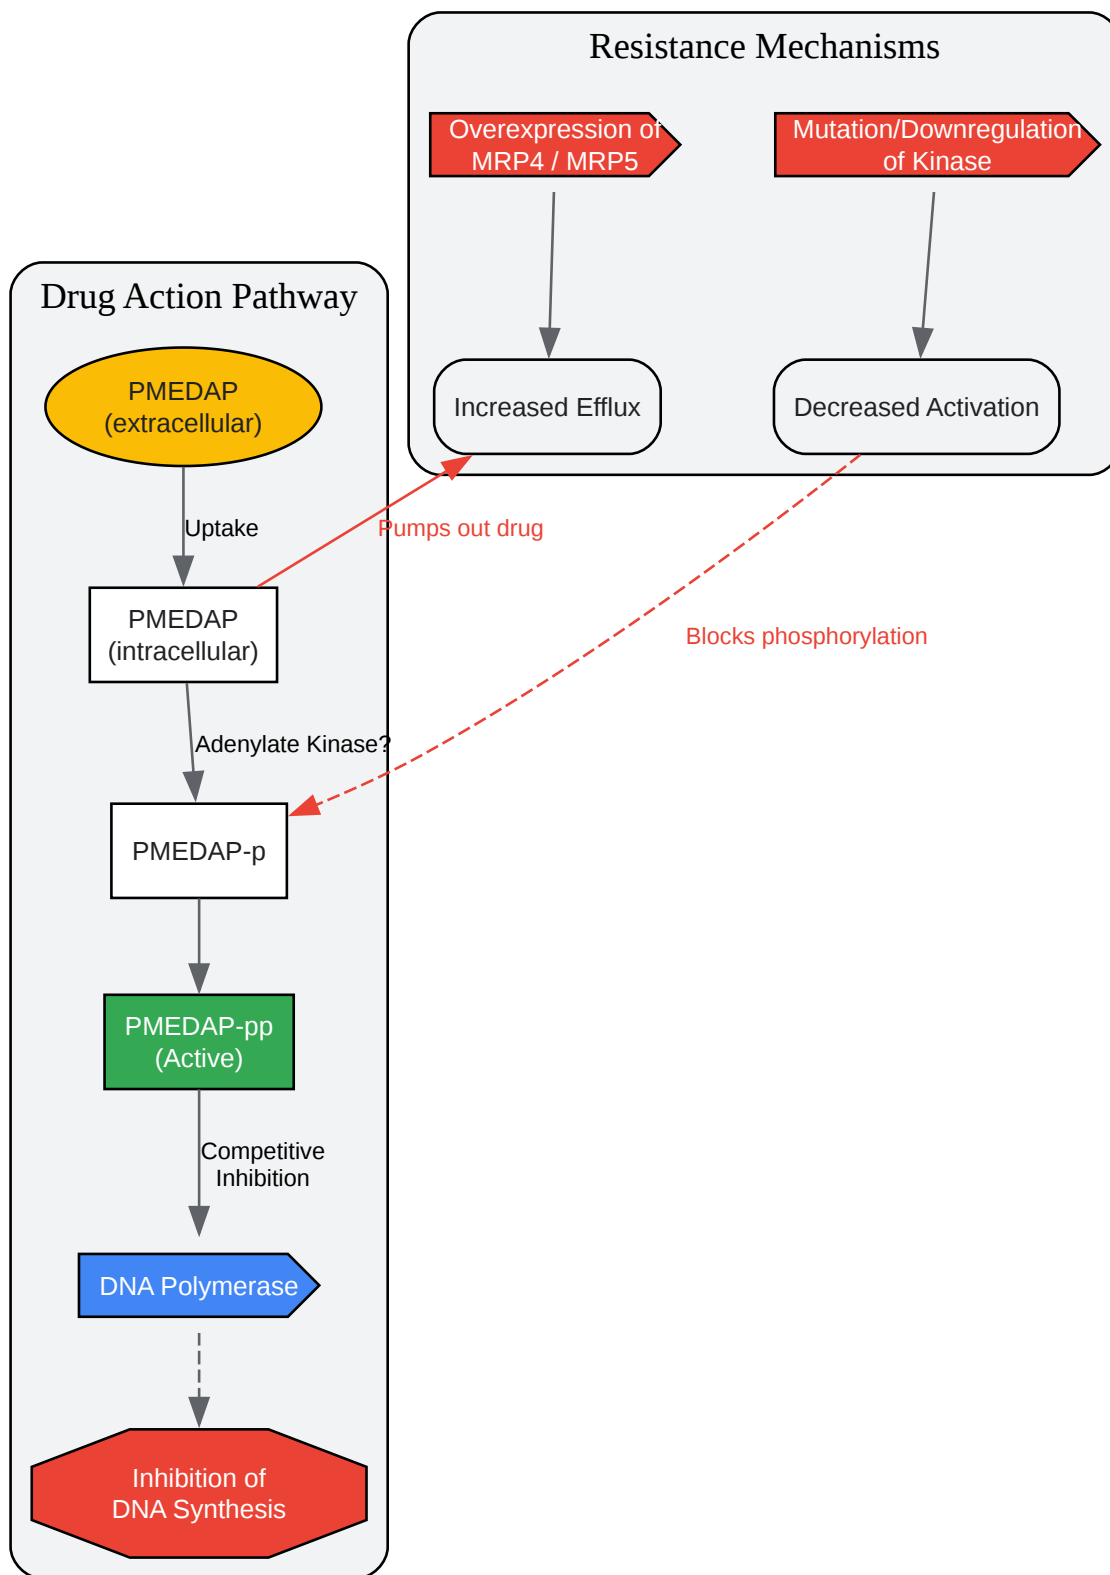 Resistance Mechanisms
Overexpression of
MRP4 / MRP5
Mutation/Downregulation
of Kinase
Increased Efflux
Decreased Activation
Drug Action Pathway
PMEDAP
(extracellular)
Uptake
Pumps out drug
PMEDAP
(intracellular)
Blocks phosphorylation
Adenylate Kinase?
PMEDAP-p
PMEDAP-pp
(Active)
Competitive
Inhibition
DNA Polymerase
Inhibition of
DNA Synthesis